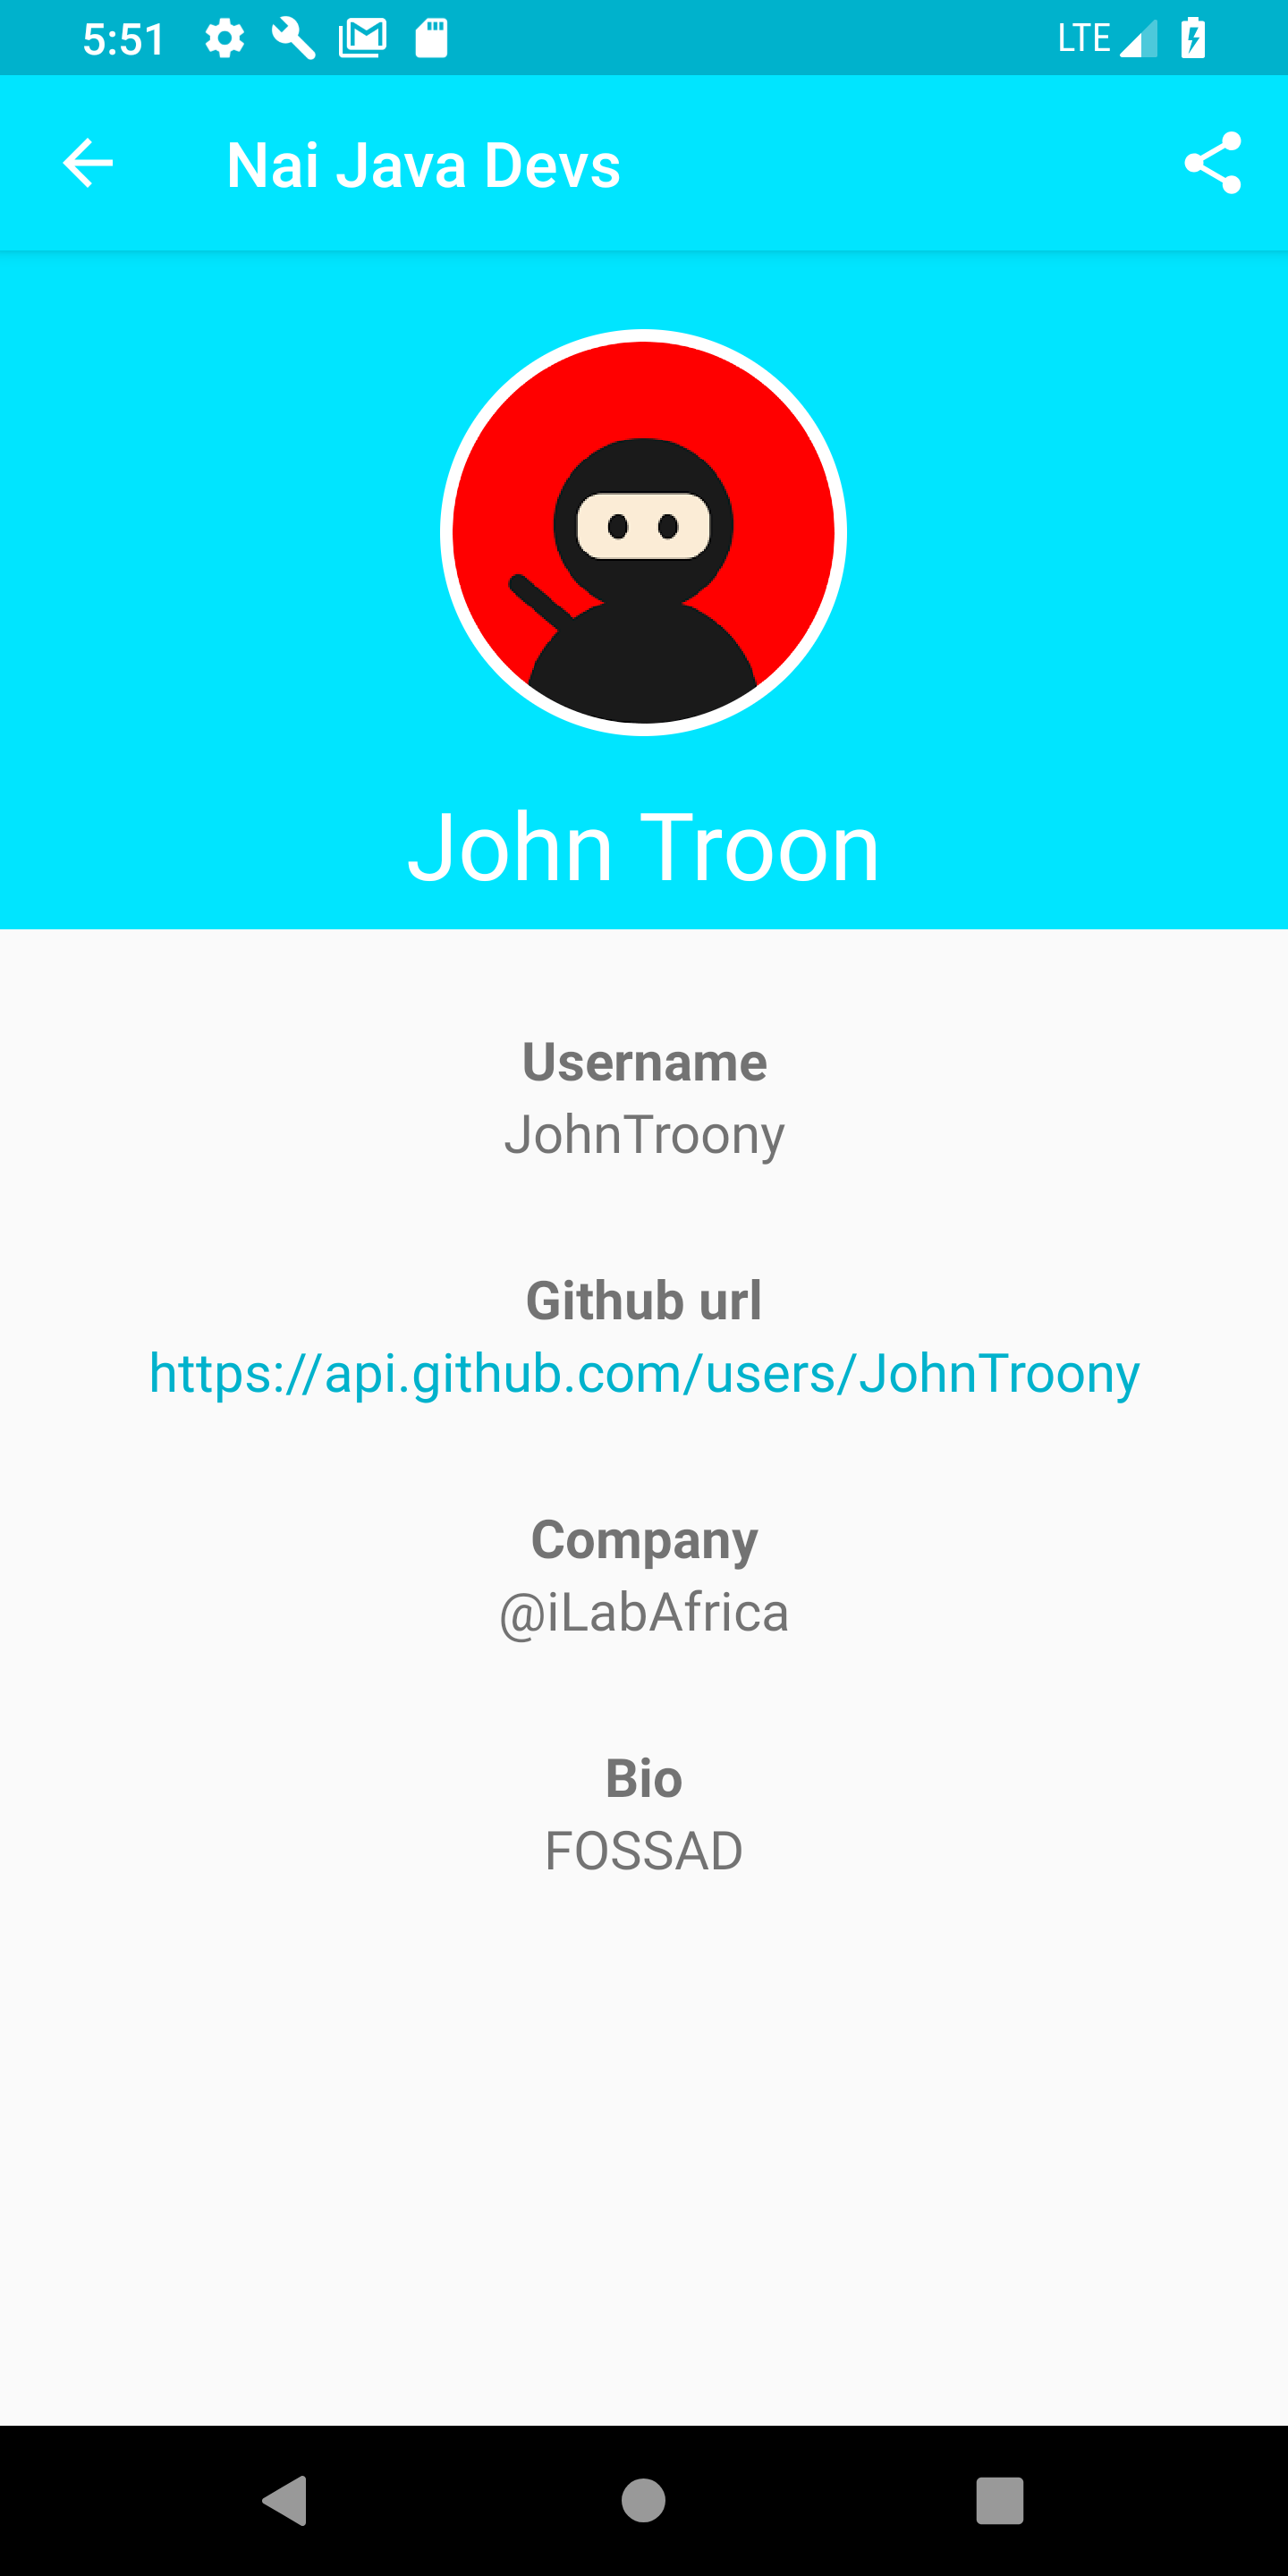 5:51 LTE
Nai Java Devs
John Troon
Username
JohnTroony
Github url
https://api.github.com/users/JohnTroony
Company
@iLabAfrica
Bio
FOSSAD